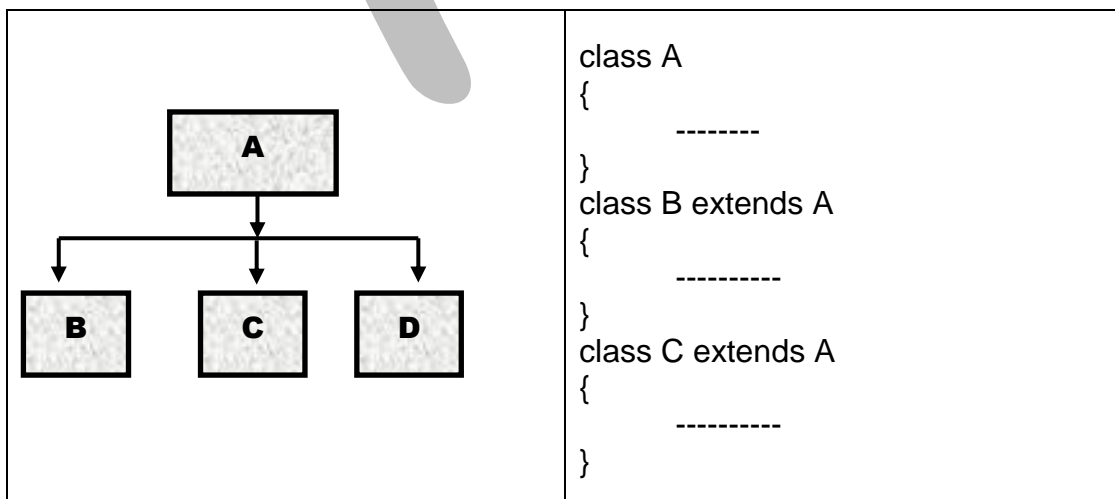 A
B C D
class A
{
--------
}
class B extends A
{
----------
}
class C extends A
{
----------
}